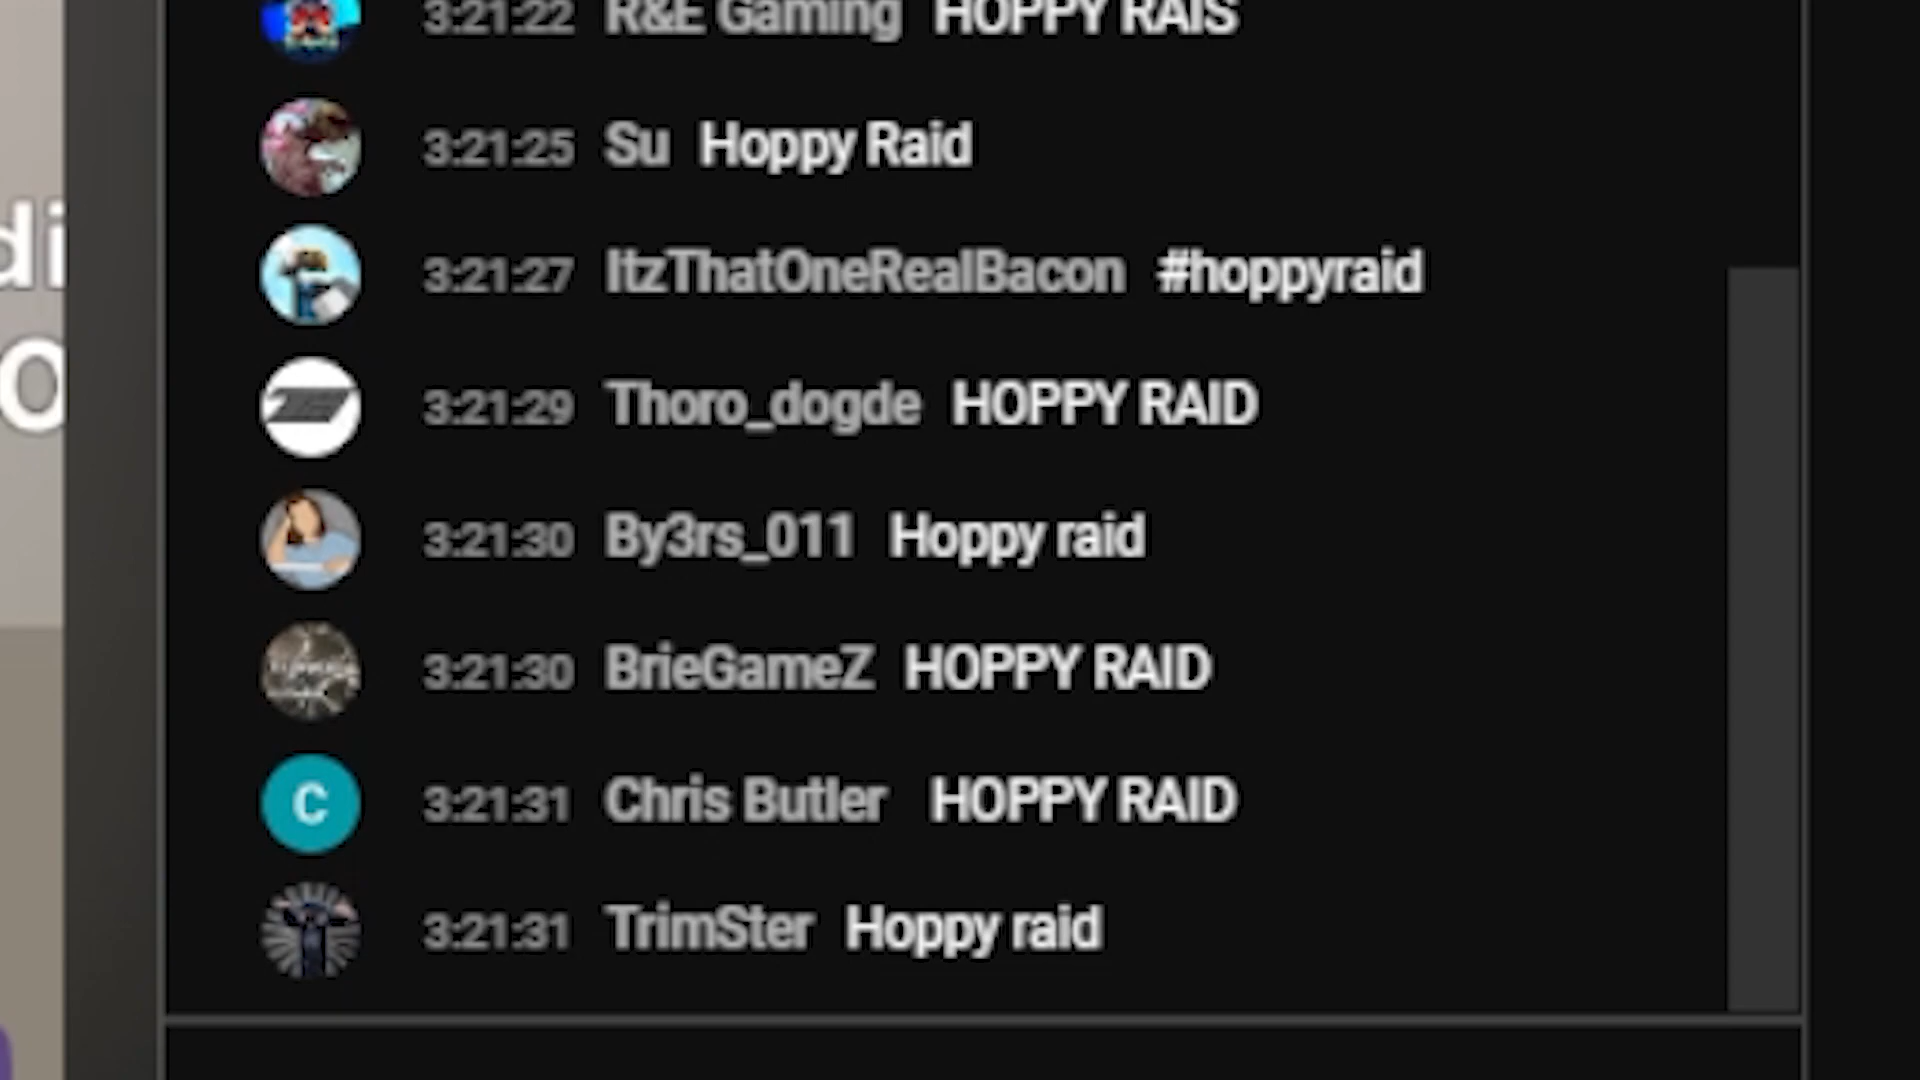 3:21:22 R&E Gaming HOPPY RAIS
3:21:25 Su Hoppy Raid
di
3:21:27 ItzThatOneRealBacon #hoppyraid
O
3:21:29 Thoro_dogde HOPPY RAID
3:21:30 By3rs_011 Hoppy raid
3:21:30 BrieGameZ HOPPY RAID
C 3:21:31 Chris Butler HOPPY RAID
3:21:31 TrimSter Hoppy raid